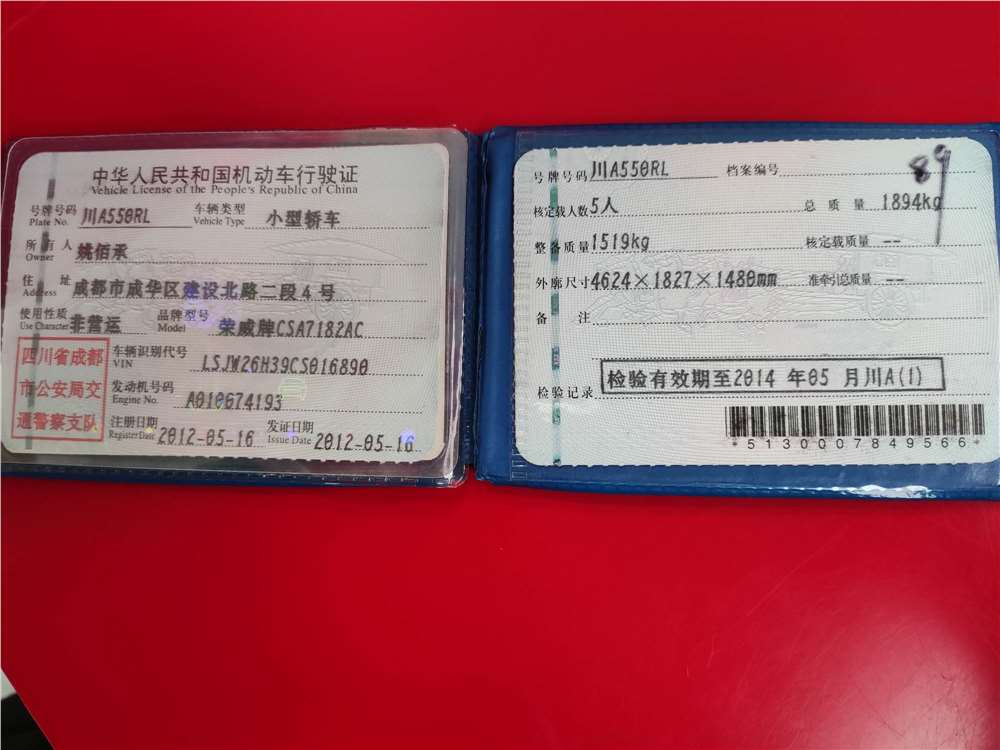 中华人民共和国机动车行驶证
Vehicle License of the People's Republic of China
号牌号码 川A550RL 车辆类型 小型轿车
Plate No. Vehicle Type
所有人 姚佰承
Owner
住址 成都市成华区建设北路二段4号
Address
使用性质 非营运 品牌型号 荣威牌CSA7182AC
Use Character Model
四川省成都
市公安局交
通警察支队
车辆识别代号 LSJW26H39CS016890
VIN
发动机号码 A010674193
Engine No.
注册日期 2012-05-16 发证日期 2012-05-16
Register Date Issue Date
号牌号码 川A550RL 档案编号
89
核定载人数 5人 总质量 1894kg
整备质量 1519kg 核定载质量 --
外廓尺寸 4624×1827×1480mm 准牵引总质量 --
备注
检验记录 检验有效期至2014 年05 月川A(1)
*5130007849566*